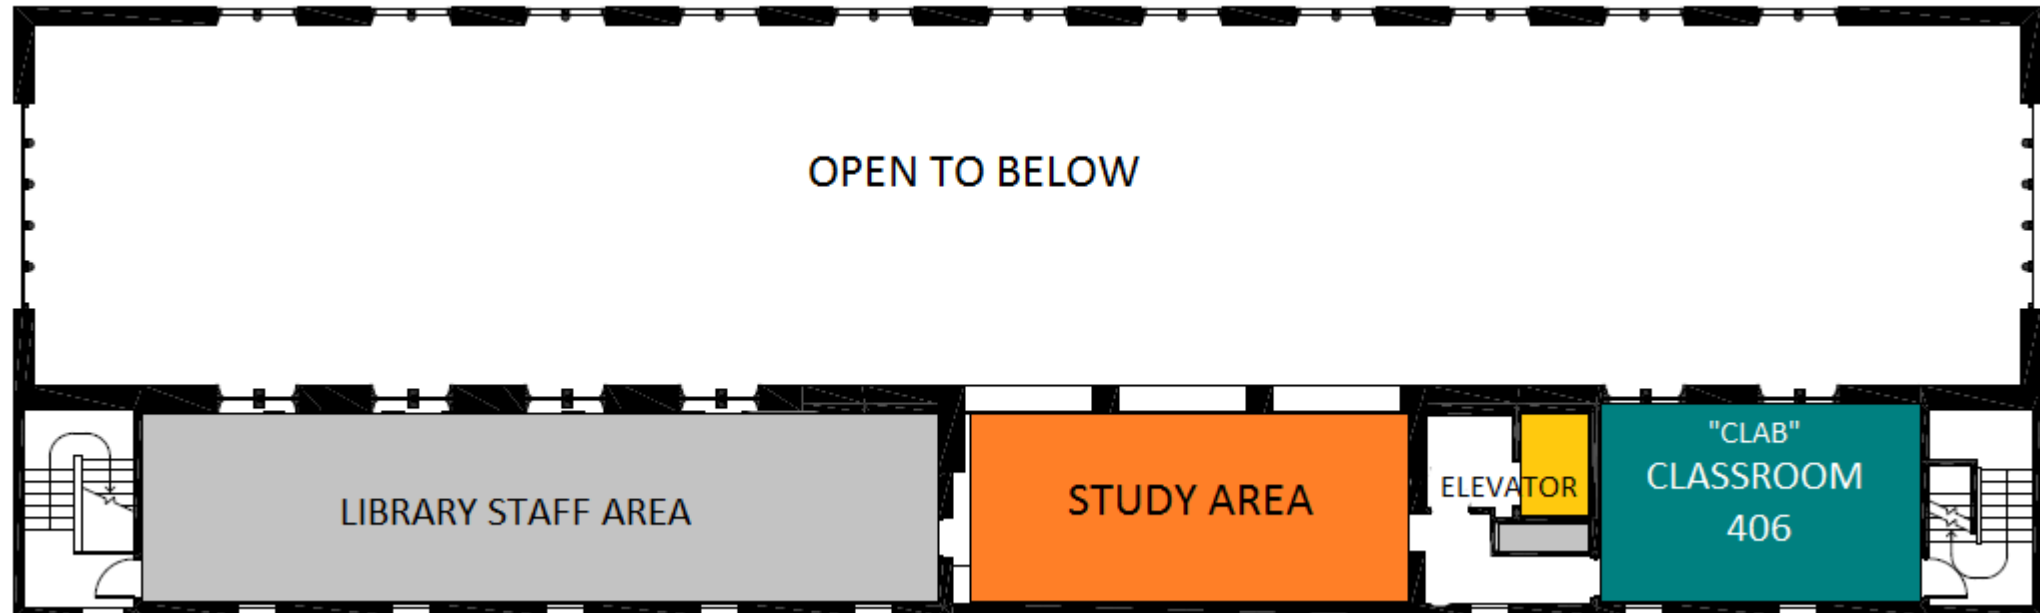 OPEN TO BELOW
LIBRARY STAFF AREA
STUDY AREA
ELEVATOR
"CLAB"
CLASSROOM
406